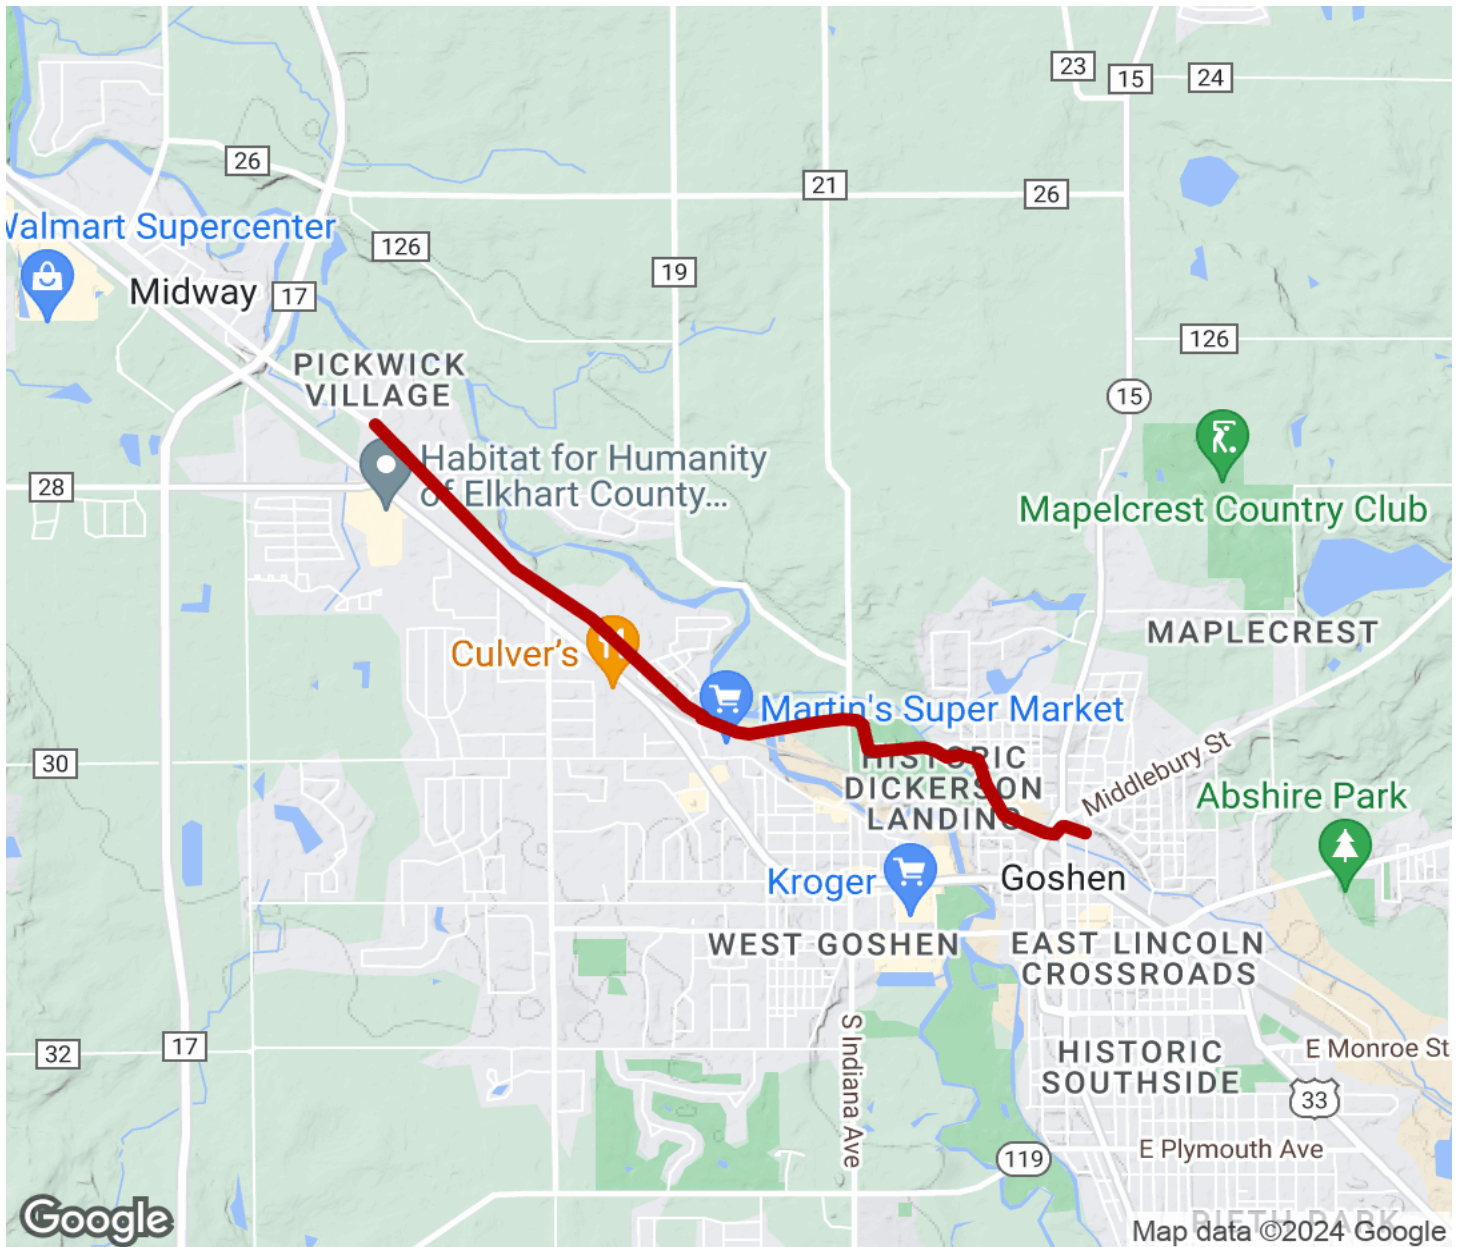 23
15
24
26
21
26
Walmart Supercenter
126
19
Midway
17
126
PICKWICK
VILLAGE
15
Habitat for Humanity
of Elkhart County...
28
Mapelcrest Country Club
MAPLECREST
Culver's
Martin's Super Market
HISTORIC
DICKERSON
LANDING
Middlebury St
30
Abshire Park
Kroger
Goshen
WEST GOSHEN
EAST LINCOLN
CROSSROADS
S Indiana Ave
32
17
HISTORIC
SOUTHSIDE
E Monroe St
33
119
E Plymouth Ave
RIETH PARK
Google
Map data ©2024 Google